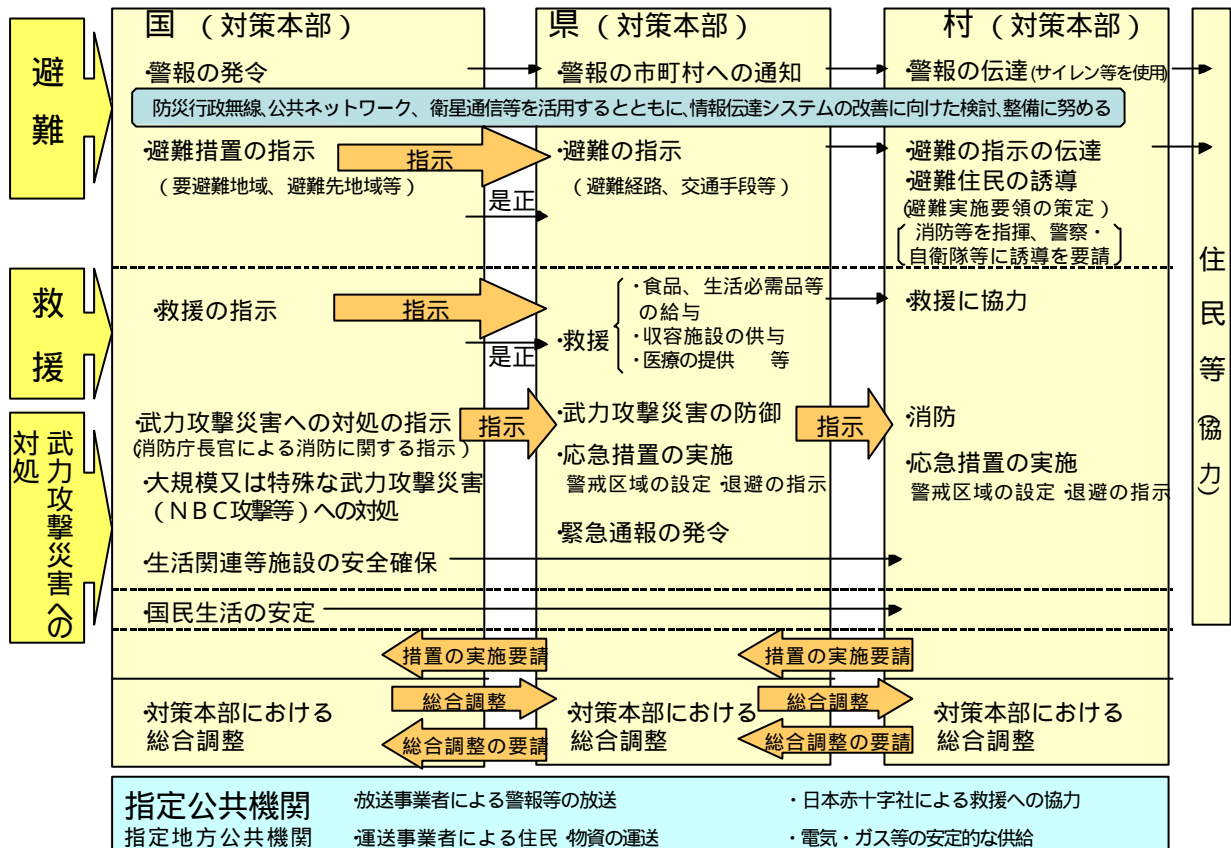 避難
国（対策本部）
県（対策本部）
村（対策本部）
・警報の発令
・警報の市町村への通知
・警報の伝達(サイレン等を使用)
防災行政無線、公共ネットワーク、衛星通信等を活用するとともに、情報伝達システムの改善に向けた検討、整備に努める
・避難措置の指示
（要避難地域、避難先地域等）
指示
是正
・避難の指示
（避難経路、交通手段等）
・避難の指示の伝達
・避難住民の誘導
(避難実施要領の策定）
消防等を指揮、警察・
自衛隊等に誘導を要請
救援
・救援の指示
指示
是正
・救援
・食品、生活必需品等
の給与
・収容施設の供与
・医療の提供　等
・救援に協力
住民等（協力）
武力攻撃災害への
対処
・武力攻撃災害への対処の指示
(消防庁長官による消防に関する指示）
・大規模又は特殊な武力攻撃災害
（ＮＢＣ攻撃等）への対処
・生活関連等施設の安全確保
指示
・武力攻撃災害の防御
・応急措置の実施
警戒区域の設定・退避の指示
・緊急通報の発令
指示
・消防
・応急措置の実施
警戒区域の設定・退避の指示
・国民生活の安定
措置の実施要請
措置の実施要請
・対策本部における
総合調整
総合調整
総合調整の要請
・対策本部における
総合調整
総合調整
総合調整の要請
・対策本部における
総合調整
指定公共機関
指定地方公共機関
・放送事業者による警報等の放送
・日本赤十字社による救援への協力
・運送事業者による住民・物資の運送
・電気・ガス等の安定的な供給